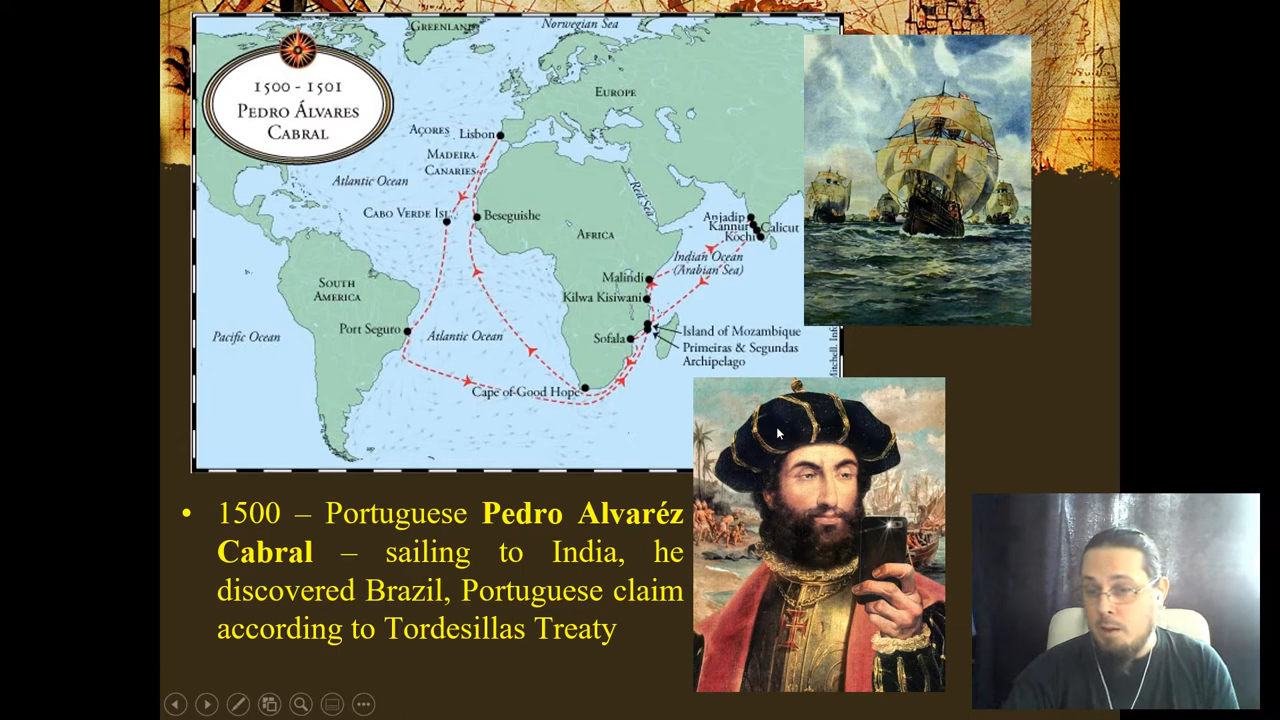 GREENLAND
Norwegian Sea
1500 - 1501
PEDRO ÁLVARES
CABRAL
EUROPE
AÇORES
Lisbon
MADEIRA
CANARIES
Atlantic Ocean
Red Sea
CABO VERDE ISL
Beseguishe
Anjadip
Kannur
Calicut
Kochi
AFRICA
Indian Ocean
(Arabian Sea)
Malindi
SOUTH
AMERICA
Kilwa Kisiwani
Port Seguro
Atlantic Ocean
Pacific Ocean
Sofala
Island of Mozambique
Primeiras & Segundas
Archipelago
Cape of Good Hope
• 1500 – Portuguese Pedro Alvaréz
Cabral – sailing to India, he
discovered Brazil, Portuguese claim
according to Tordesillas Treaty